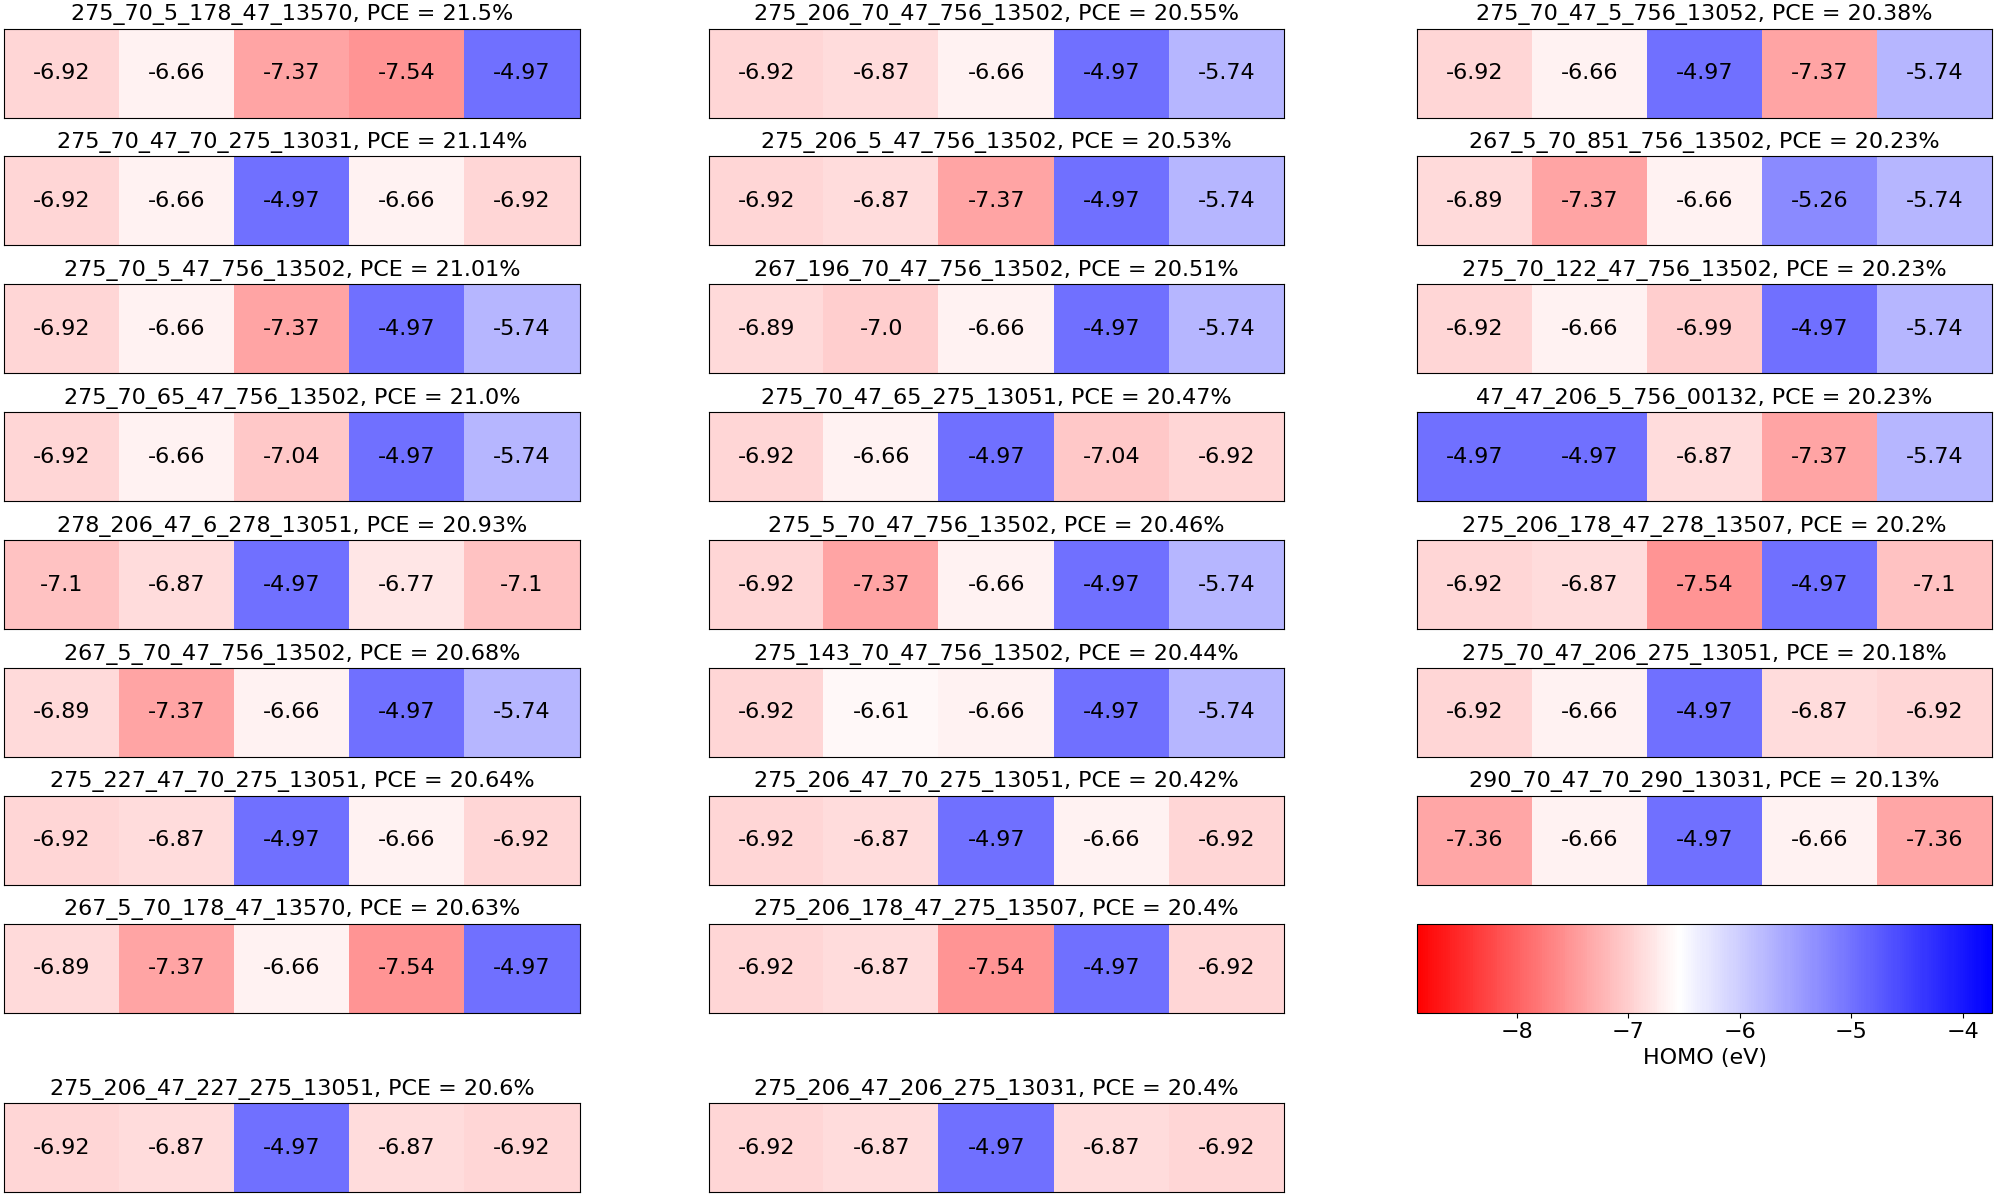 275_70_5_178_47_13570, PCE = 21.5%
-6.92 -6.66 -7.37 -7.54 -4.97
275_70_47_70_275_13031, PCE = 21.14%
-6.92 -6.66 -4.97 -6.66 -6.92
275_70_5_47_756_13502, PCE = 21.01%
-6.92 -6.66 -7.37 -4.97 -5.74
275_70_65_47_756_13502, PCE = 21.0%
-6.92 -6.66 -7.04 -4.97 -5.74
278_206_47_6_278_13051, PCE = 20.93%
-7.1 -6.87 -4.97 -6.77 -7.1
267_5_70_47_756_13502, PCE = 20.68%
-6.89 -7.37 -6.66 -4.97 -5.74
275_227_47_70_275_13051, PCE = 20.64%
-6.92 -6.87 -4.97 -6.66 -6.92
267_5_70_178_47_13570, PCE = 20.63%
-6.89 -7.37 -6.66 -7.54 -4.97
275_206_47_227_275_13051, PCE = 20.6%
-6.92 -6.87 -4.97 -6.87 -6.92
275_206_70_47_756_13502, PCE = 20.55%
-6.92 -6.87 -6.66 -4.97 -5.74
275_206_5_47_756_13502, PCE = 20.53%
-6.92 -6.87 -7.37 -4.97 -5.74
267_196_70_47_756_13502, PCE = 20.51%
-6.89 -7.0 -6.66 -4.97 -5.74
275_70_47_65_275_13051, PCE = 20.47%
-6.92 -6.66 -4.97 -7.04 -6.92
275_5_70_47_756_13502, PCE = 20.46%
-6.92 -7.37 -6.66 -4.97 -5.74
275_143_70_47_756_13502, PCE = 20.44%
-6.92 -6.61 -6.66 -4.97 -5.74
275_206_47_70_275_13051, PCE = 20.42%
-6.92 -6.87 -4.97 -6.66 -6.92
275_206_178_47_275_13507, PCE = 20.4%
-6.92 -6.87 -7.54 -4.97 -6.92
275_206_47_206_275_13031, PCE = 20.4%
-6.92 -6.87 -4.97 -6.87 -6.92
275_70_47_5_756_13052, PCE = 20.38%
-6.92 -6.66 -4.97 -7.37 -5.74
267_5_70_851_756_13502, PCE = 20.23%
-6.89 -7.37 -6.66 -5.26 -5.74
275_70_122_47_756_13502, PCE = 20.23%
-6.92 -6.66 -6.99 -4.97 -5.74
47_47_206_5_756_00132, PCE = 20.23%
-4.97 -4.97 -6.87 -7.37 -5.74
275_206_178_47_278_13507, PCE = 20.2%
-6.92 -6.87 -7.54 -4.97 -7.1
275_70_47_206_275_13051, PCE = 20.18%
-6.92 -6.66 -4.97 -6.87 -6.92
290_70_47_70_290_13031, PCE = 20.13%
-7.36 -6.66 -4.97 -6.66 -7.36
−8 −7 −6 −5 −4
HOMO (eV)